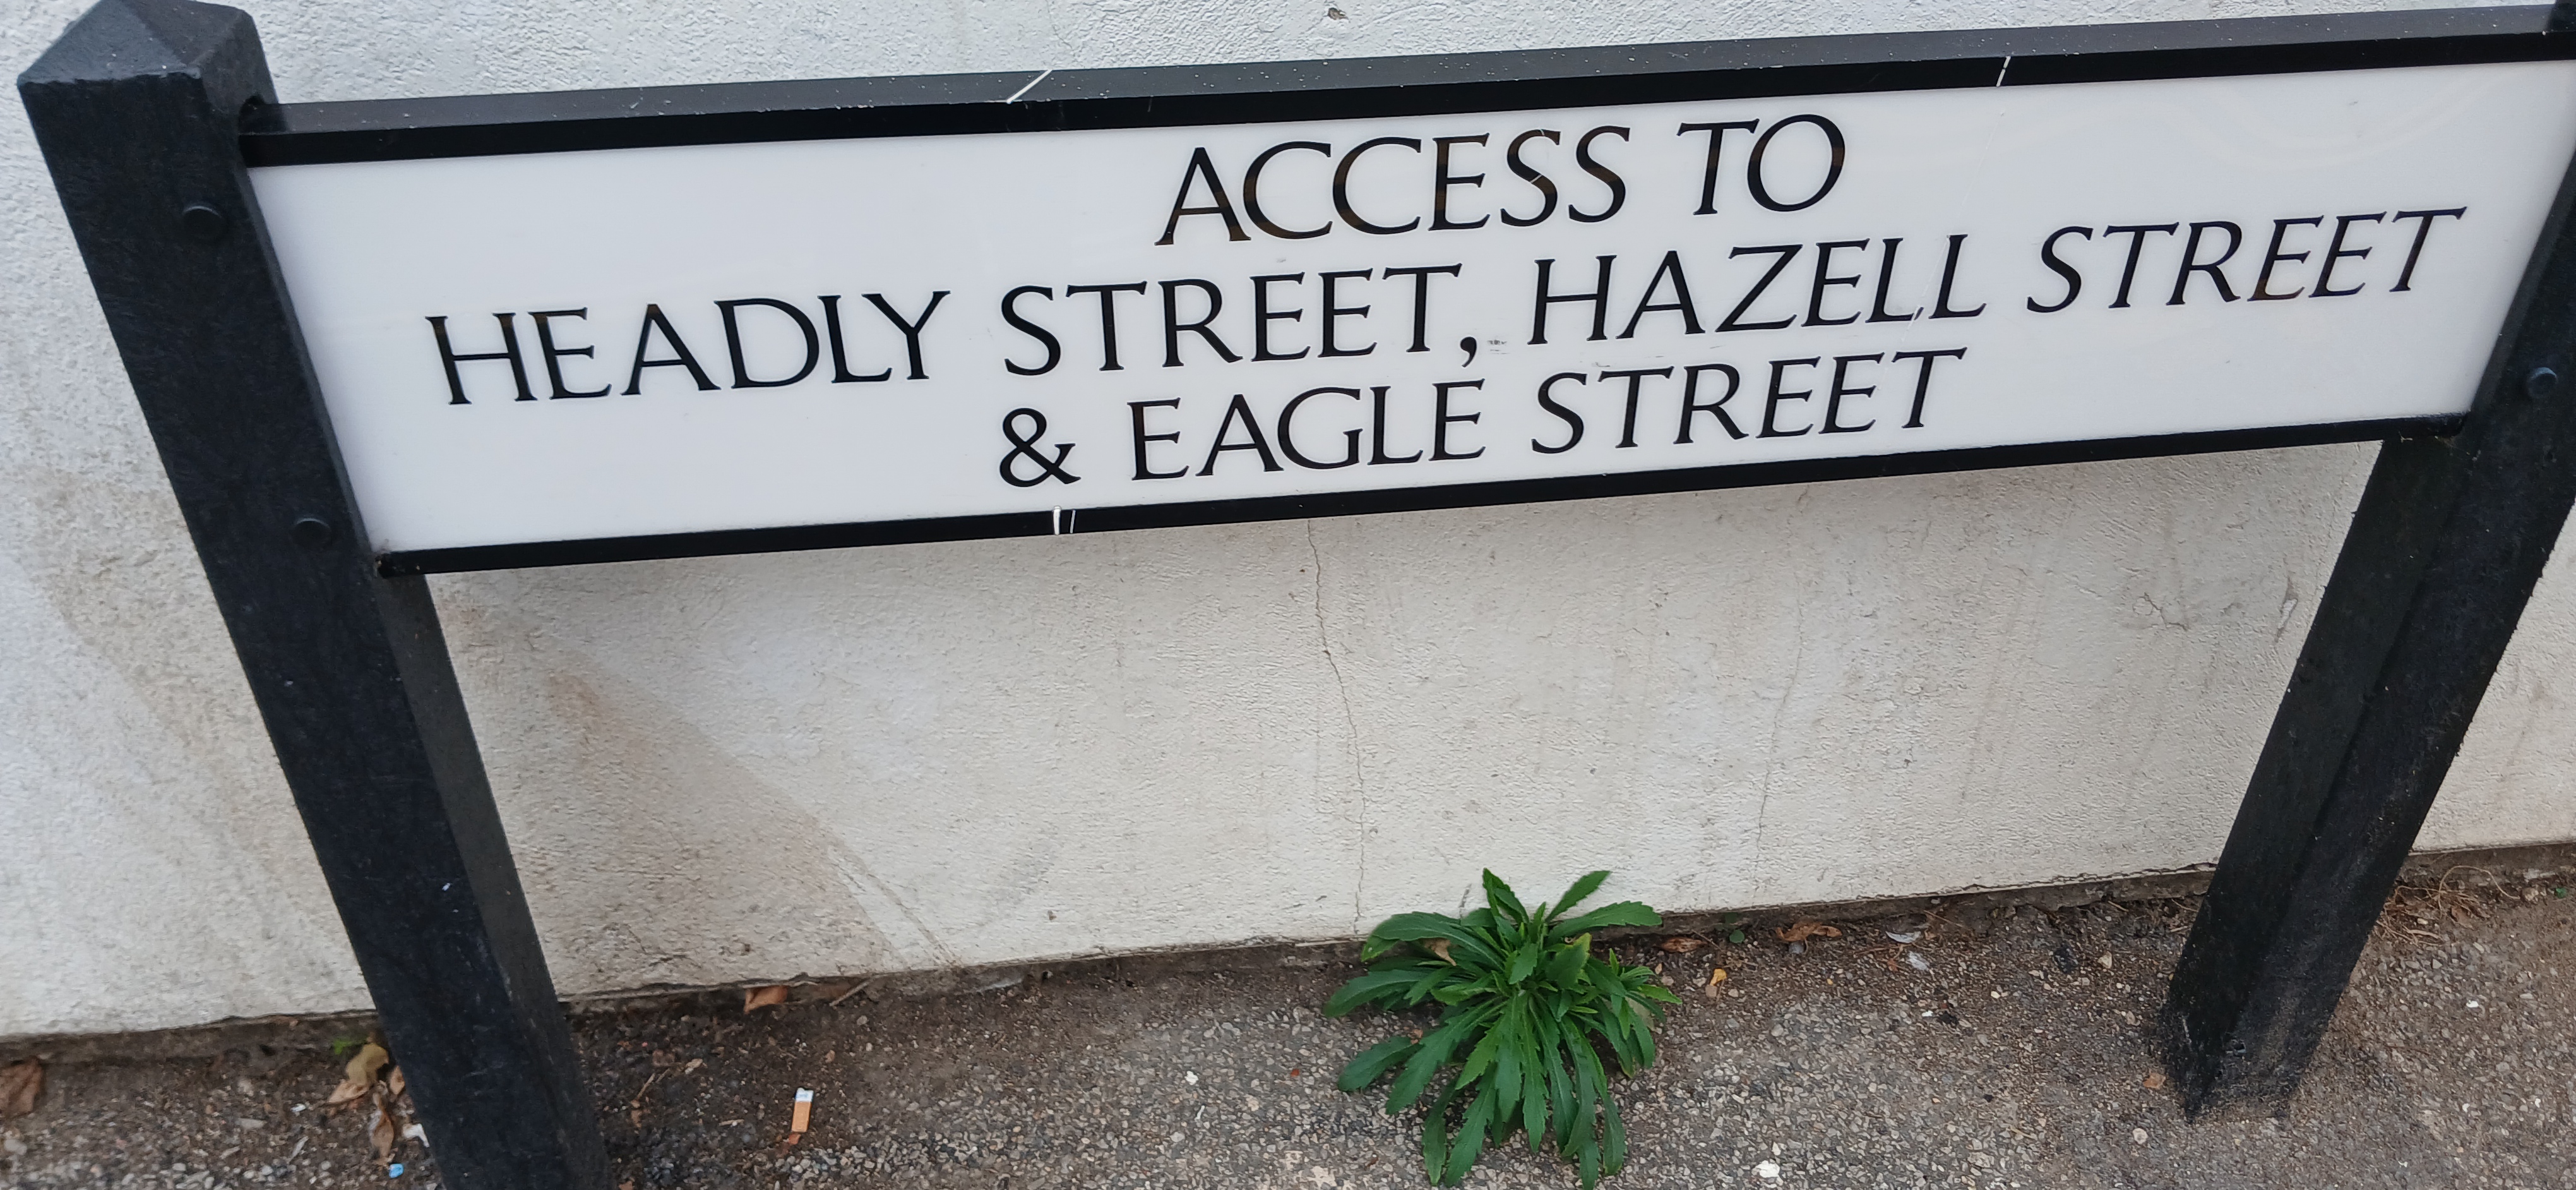 ACCESS TO
HEADLY STREET, HAZELL STREET
& EAGLE STREET